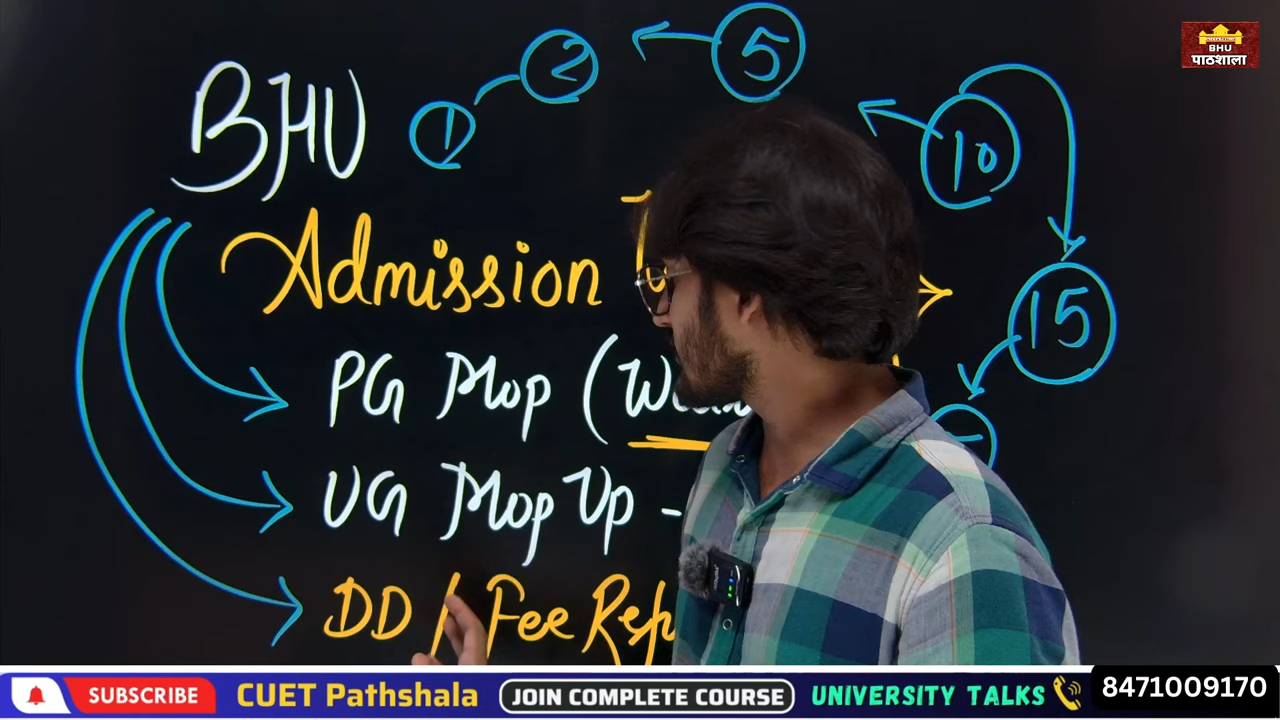 BHU 1 2 5 10
BHU
पाठशाला
Admission
15
PG Mop (
UG Mop Up -
DD / Fee
SUBSCRIBE CUET Pathshala JOIN COMPLETE COURSE UNIVERSITY TALKS 8471009170